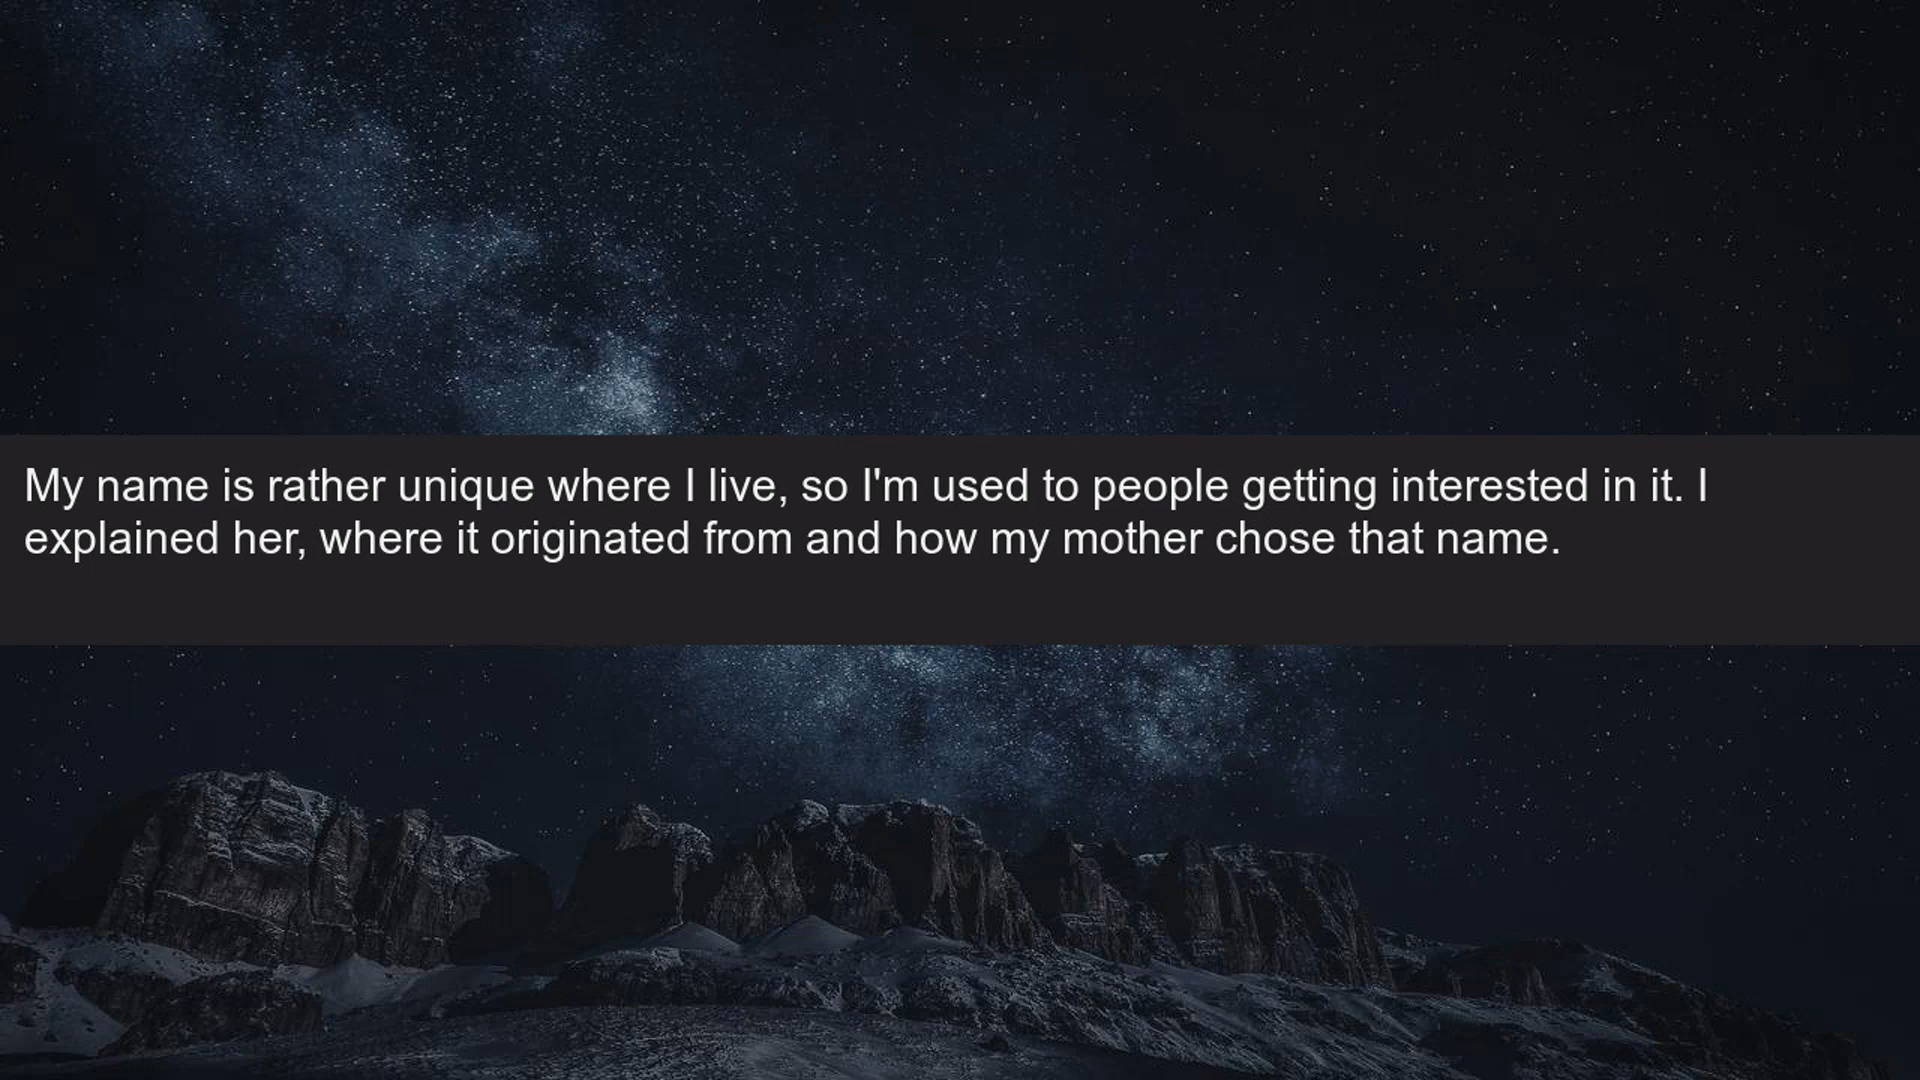 My name is rather unique where I live, so I'm used to people getting interested in it. I
explained her, where it originated from and how my mother chose that name.